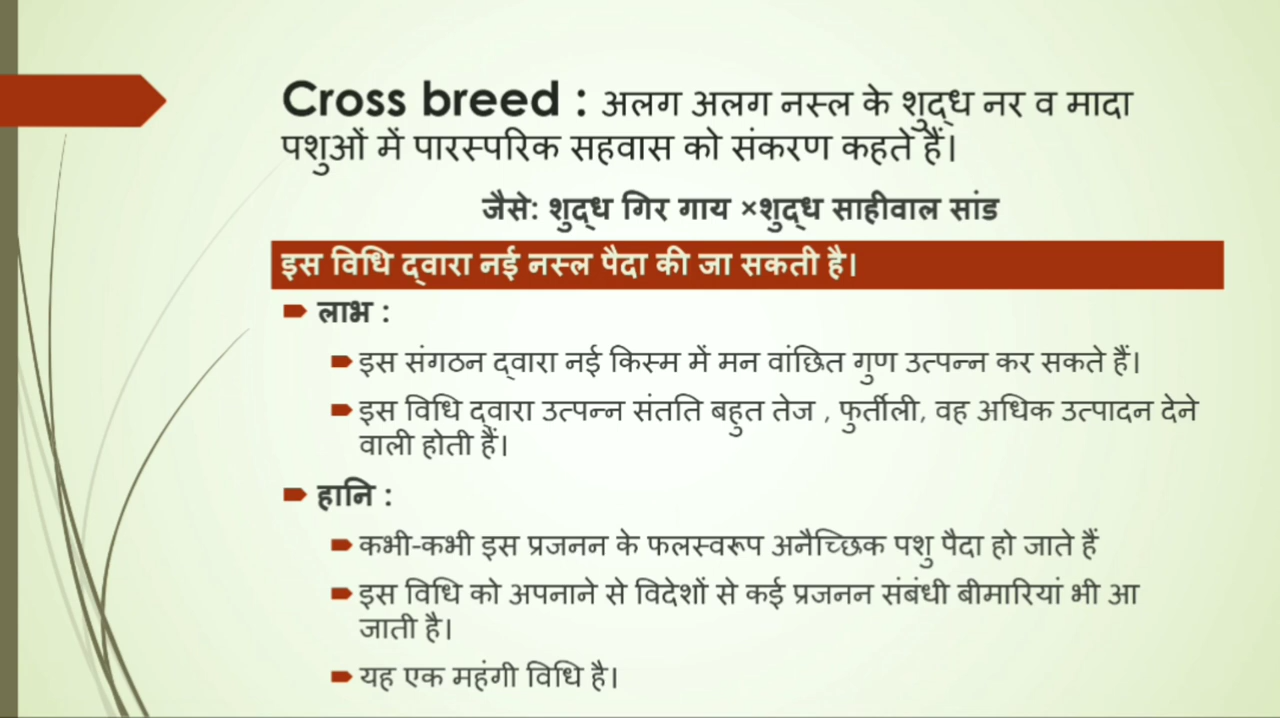 Cross breed : अलग अलग नस्ल के शुद्ध नर व मादा
पशुओं में पारस्परिक सहवास को संकरण कहते हैं।
जैसे: शुद्ध गिर गाय ×शुद्ध साहीवाल सांड
इस विधि द्वारा नई नस्ल पैदा की जा सकती है।
लाभ :
इस संगठन द्वारा नई किस्म में मन वांछित गुण उत्पन्न कर सकते हैं।
इस विधि द्वारा उत्पन्न संतति बहुत तेज , फुर्तीली, वह अधिक उत्पादन देने
वाली होती हैं।
हानि :
कभी-कभी इस प्रजनन के फलस्वरूप अनैच्छिक पशु पैदा हो जाते हैं
इस विधि को अपनाने से विदेशों से कई प्रजनन संबंधी बीमारियां भी आ
जाती है।
यह एक महंगी विधि है।